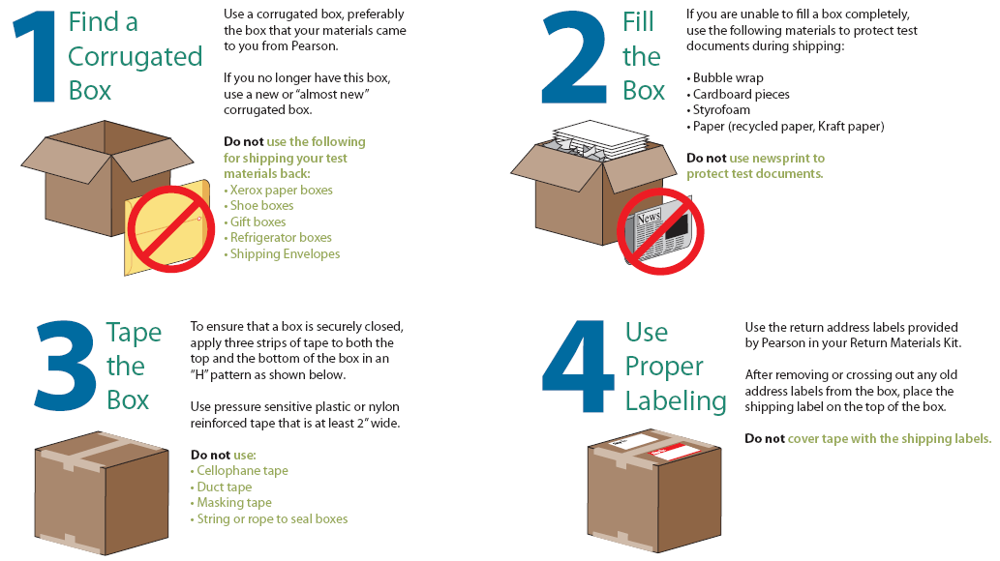 1
Find a
Corrugated
Box
Use a corrugated box, preferably
the box that your materials came
to you from Pearson.
If you no longer have this box,
use a new or “almost new”
corrugated box.
Do not use the following
for shipping your test
materials back:
• Xerox paper boxes
• Shoe boxes
• Gift boxes
• Refrigerator boxes
• Shipping Envelopes
2
Fill
the
Box
If you are unable to fill a box completely,
use the following materials to protect test
documents during shipping:
• Bubble wrap
• Cardboard pieces
• Styrofoam
• Paper (recycled paper, Kraft paper)
Do not use newsprint to
protect test documents.
News
3
Tape
the
Box
To ensure that a box is securely closed,
apply three strips of tape to both the
top and the bottom of the box in an
“H” pattern as shown below.
Use pressure sensitive plastic or nylon
reinforced tape that is at least 2” wide.
Do not use:
• Cellophane tape
• Duct tape
• Masking tape
• String or rope to seal boxes
4
Use
Proper
Labeling
Use the return address labels provided
by Pearson in your Return Materials Kit.
After removing or crossing out any old
address labels from the box, place the
shipping label on the top of the box.
Do not cover tape with the shipping labels.